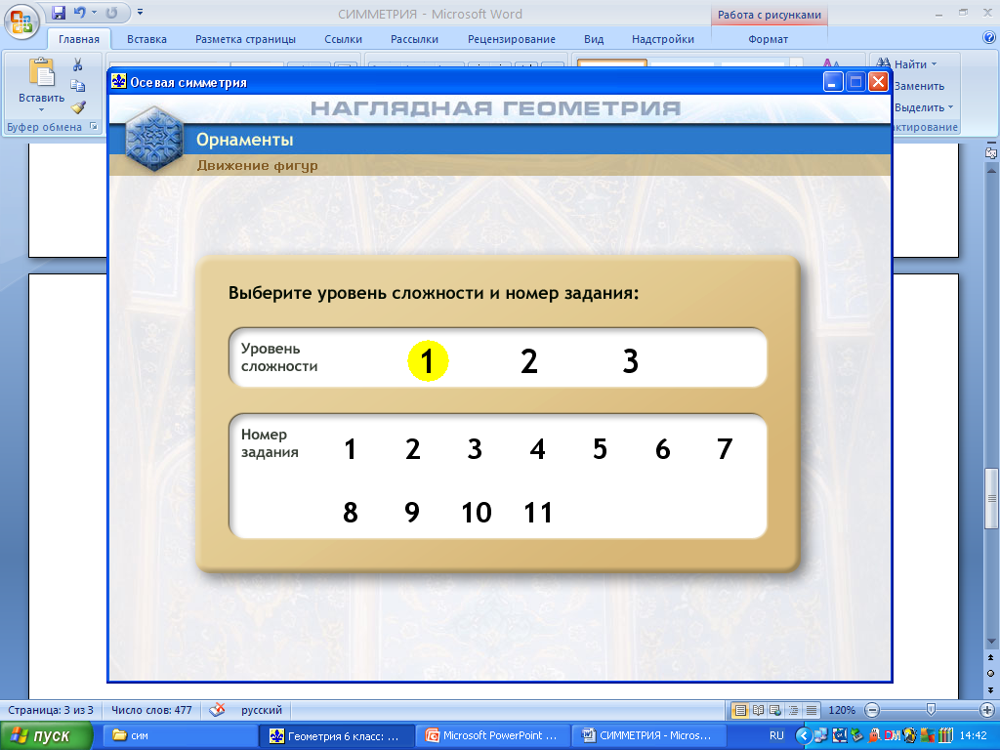 СИММЕТРИЯ - Microsoft Word
Работа с рисунками
Главная Вставка Разметка страницы Ссылки Рассылки Рецензирование Вид Надстройки Формат
Вставить
Буфер обмена
Найти
Заменить
Выделить
актирование
Осевая симметрия
НАГЛЯДНАЯ ГЕОМЕТРИЯ
Орнаменты
Движение фигур
Выберите уровень сложности и номер задания:
Уровень
сложности
1 2 3
Номер
задания
1 2 3 4 5 6 7
8 9 10 11
Страница: 3 из 3 Число слов: 477 русский 120%
пуск сим Геометрия 6 класс: ... Microsoft PowerPoint ... СИММЕТРИЯ - Micros... RU 14:42